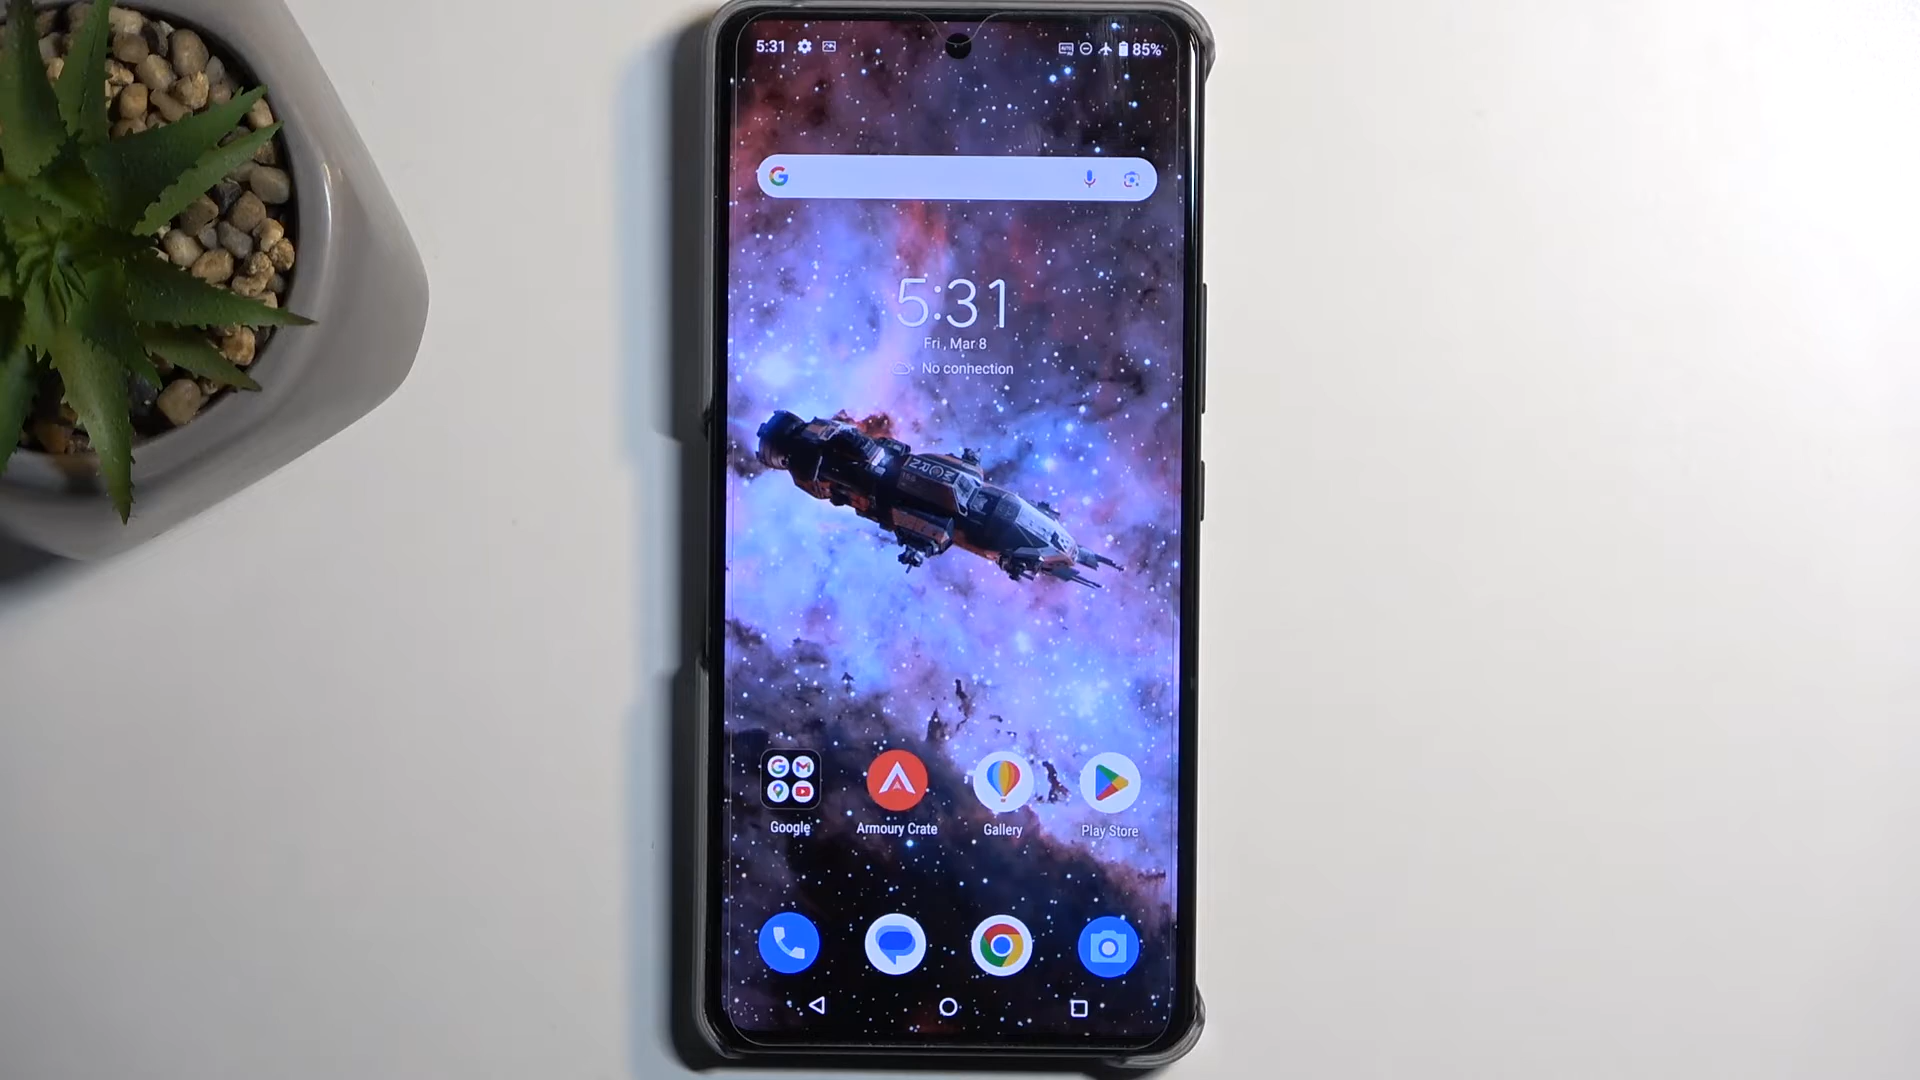 5:31 85%
5:31
Fri, Mar 8
No connection
Google Armoury Crate Gallery Play Store